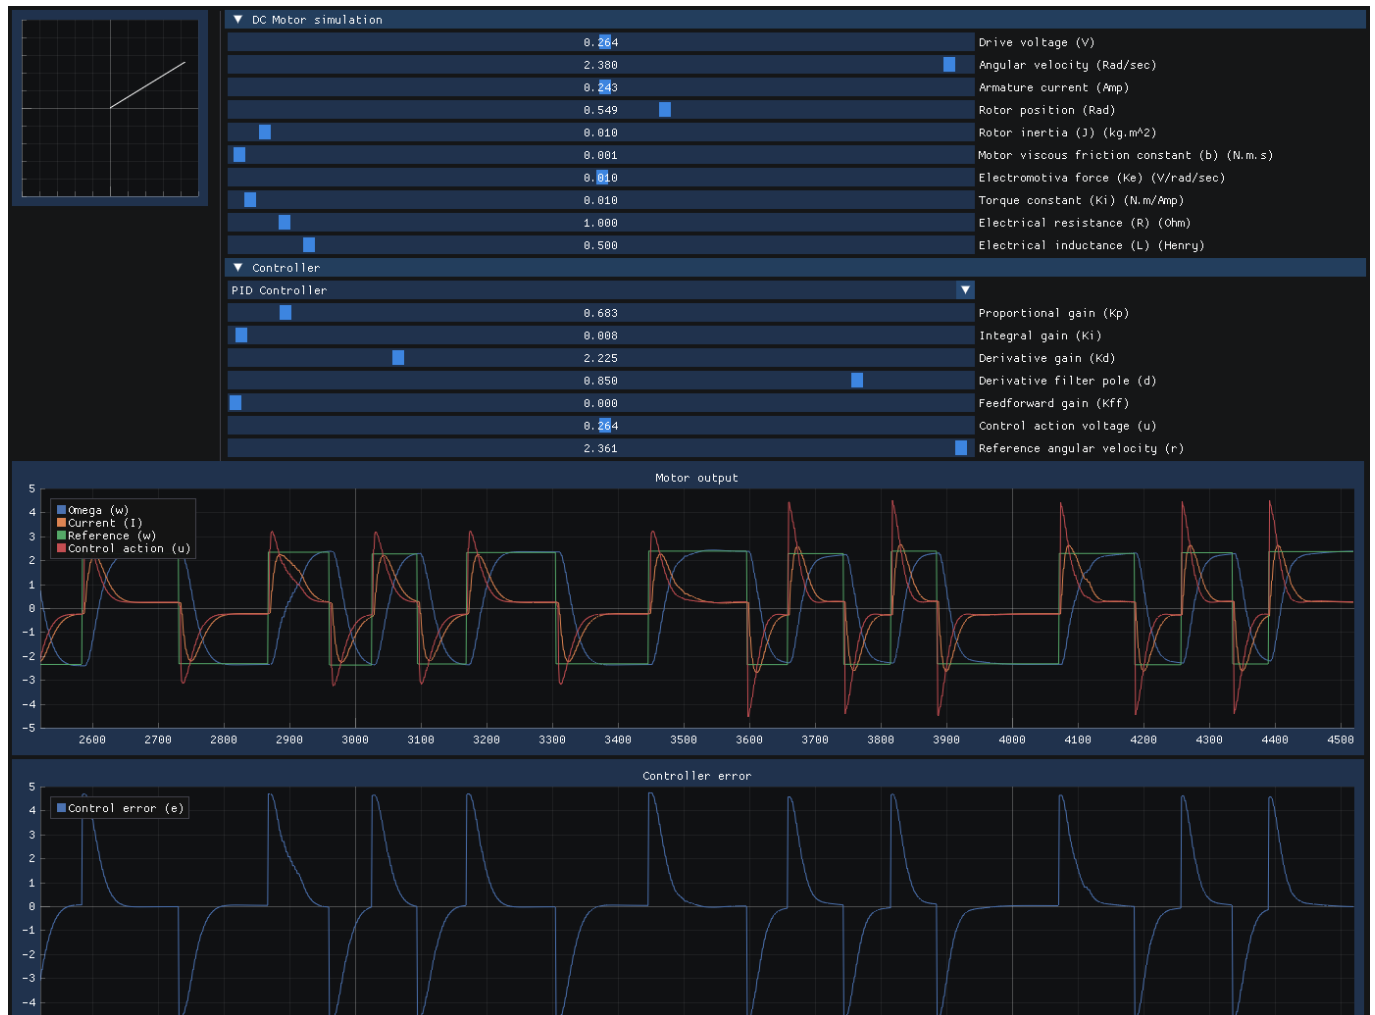 ▼ DC Motor simulation
0.264 Drive voltage (V)
2.380 Angular velocity (Rad/sec)
0.243 Armature current (Amp)
0.549 Rotor position (Rad)
0.010 Rotor inertia (J) (kg.m^2)
0.001 Motor viscous friction constant (b) (N.m.s)
0.010 Electromotiva force (Ke) (V/rad/sec)
0.010 Torque constant (Ki) (N.m/Amp)
1.000 Electrical resistance (R) (Ohm)
0.500 Electrical inductance (L) (Henry)
▼ Controller
PID Controller ▼
0.683 Proportional gain (Kp)
0.008 Integral gain (Ki)
2.225 Derivative gain (Kd)
0.850 Derivative filter pole (d)
0.000 Feedforward gain (Kff)
0.264 Control action voltage (u)
2.361 Reference angular velocity (r)
Motor output
5
4
3
2
1
0
-1
-2
-3
-4
-5
Omega (w)
Current (I)
Reference (w)
Control action (u)
2600 2700 2800 2900 3000 3100 3200 3300 3400 3500 3600 3700 3800 3900 4000 4100 4200 4300 4400 4500
Controller error
5
4
3
2
1
0
-1
-2
-3
-4
Control error (e)